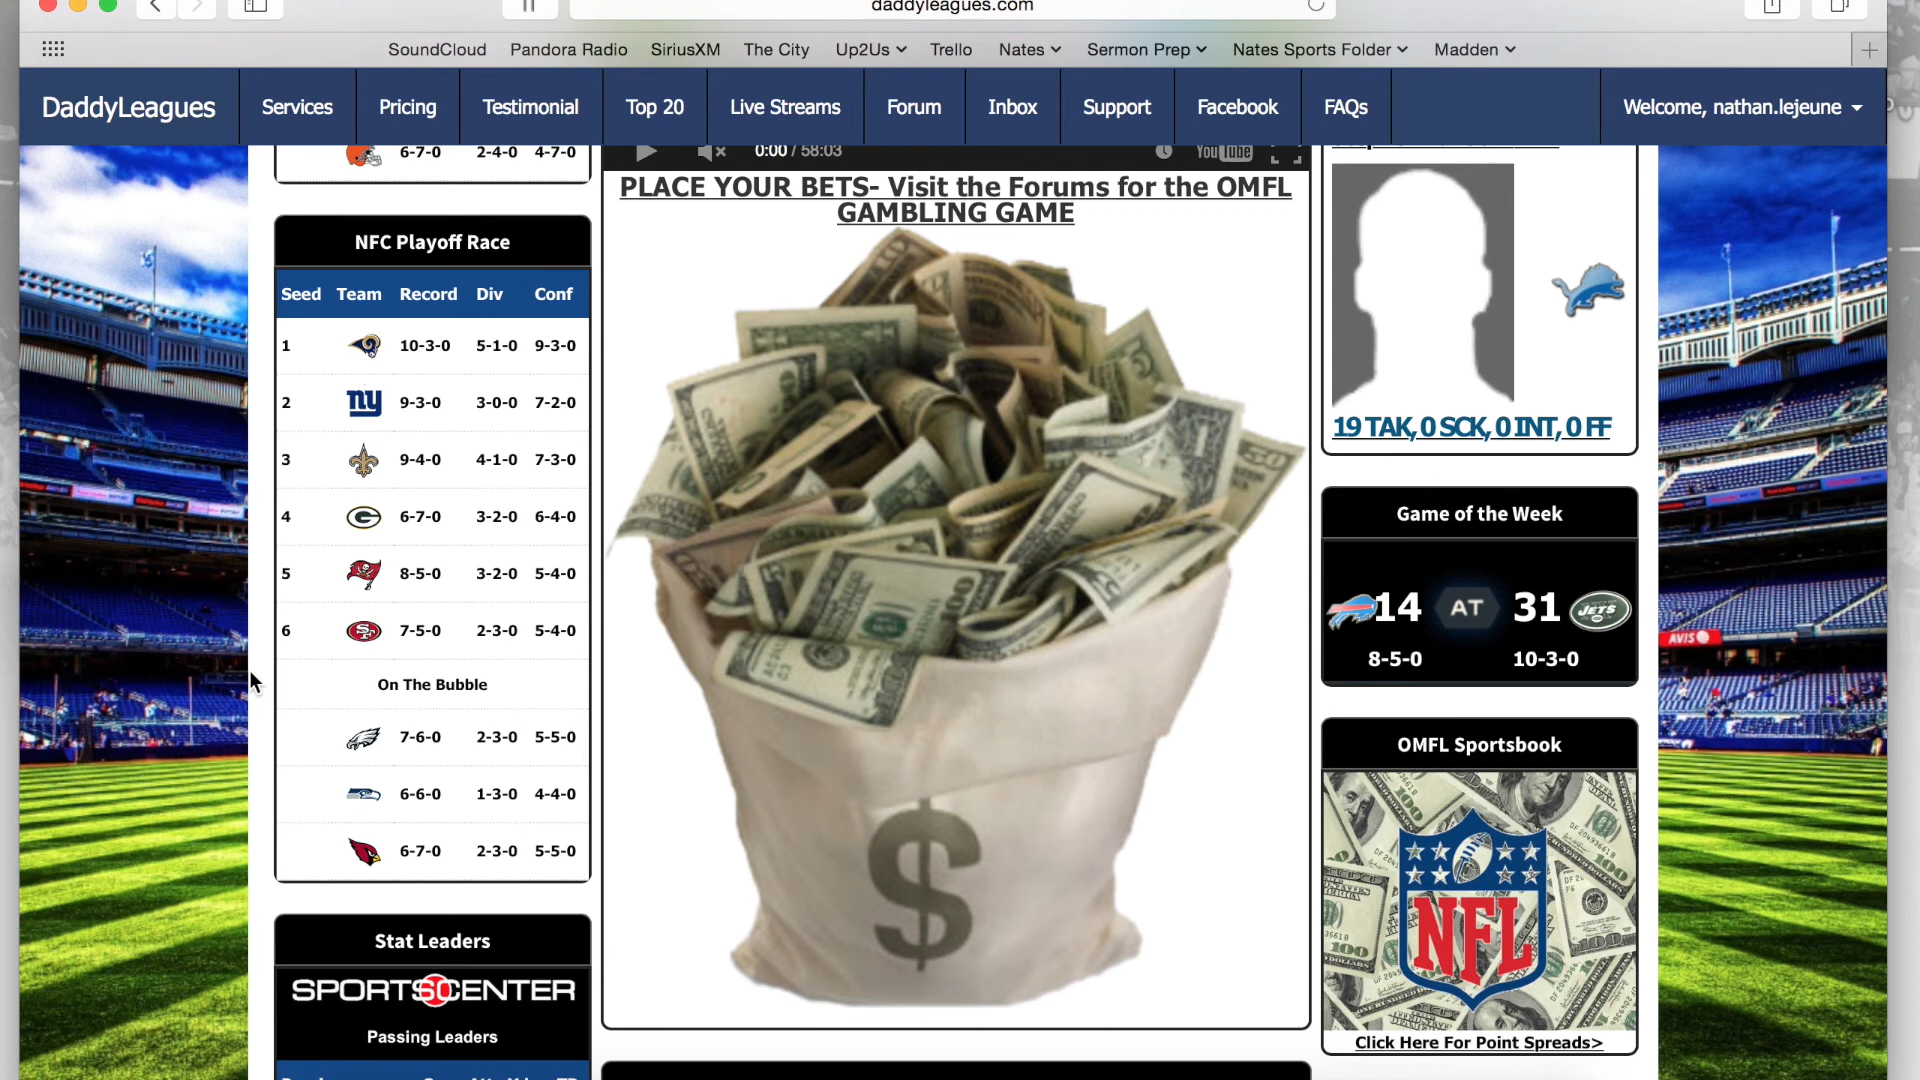 daddyleagues.com
SoundCloud Pandora Radio SiriusXM The City Up2Us Trello Nates Sermon Prep Nates Sports Folder Madden
DaddyLeagues Services Pricing Testimonial Top 20 Live Streams Forum Inbox Support Facebook FAQs Welcome, nathan.lejeune
6-7-0 2-4-0 4-7-0
0:00 / 58:03 YouTube
PLACE YOUR BETS- Visit the Forums for the OMFL
GAMBLING GAME
NFC Playoff Race
Seed Team Record Div Conf
1 10-3-0 5-1-0 9-3-0
2 ny 9-3-0 3-0-0 7-2-0
3 9-4-0 4-1-0 7-3-0
4 G 6-7-0 3-2-0 6-4-0
5 8-5-0 3-2-0 5-4-0
6 SF 7-5-0 2-3-0 5-4-0
On The Bubble
7-6-0 2-3-0 5-5-0
6-6-0 1-3-0 4-4-0
6-7-0 2-3-0 5-5-0
Stat Leaders
SPORTSCENTER
Passing Leaders
$
19 TAK, 0 SCK, 0 INT, 0 FF
Game of the Week
14 AT 31 JETS
8-5-0 10-3-0
OMFL Sportsbook
NFL
Click Here For Point Spreads>
AVIS